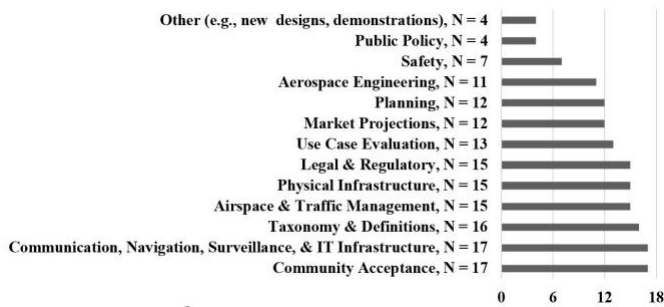 Other (e.g., new designs, demonstrations), N = 4
Public Policy, N = 4
Safety, N = 7
Aerospace Engineering, N = 11
Planning, N = 12
Market Projections, N = 12
Use Case Evaluation, N = 13
Legal & Regulatory, N = 15
Physical Infrastructure, N = 15
Airspace & Traffic Management, N = 15
Taxonomy & Definitions, N = 16
Communication, Navigation, Surveillance, & IT Infrastructure, N = 17
Community Acceptance, N = 17
0 6 12 18